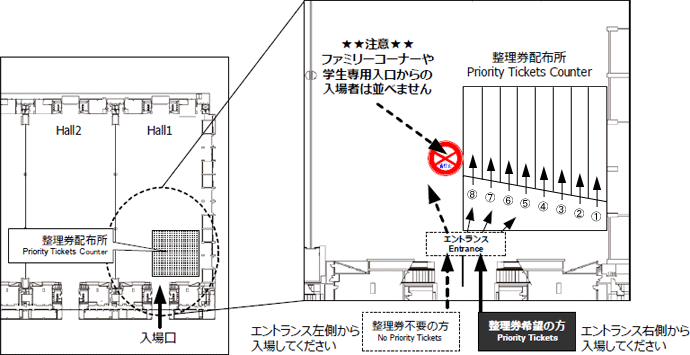 Hall2
Hall1
整理券配布所
Priority Tickets Counter
入場口
★★注意★★
ファミリーコーナーや
学生専用入口からの
入場者は並べません
整理券配布所
Priority Tickets Counter
⑧
⑦
⑥
⑤
④
③
②
①
エントランス
Entrance
エントランス左側から
入場してください
整理券不要の方
No Priority Tickets
整理券希望の方
Priority Tickets
エントランス右側から
入場してください